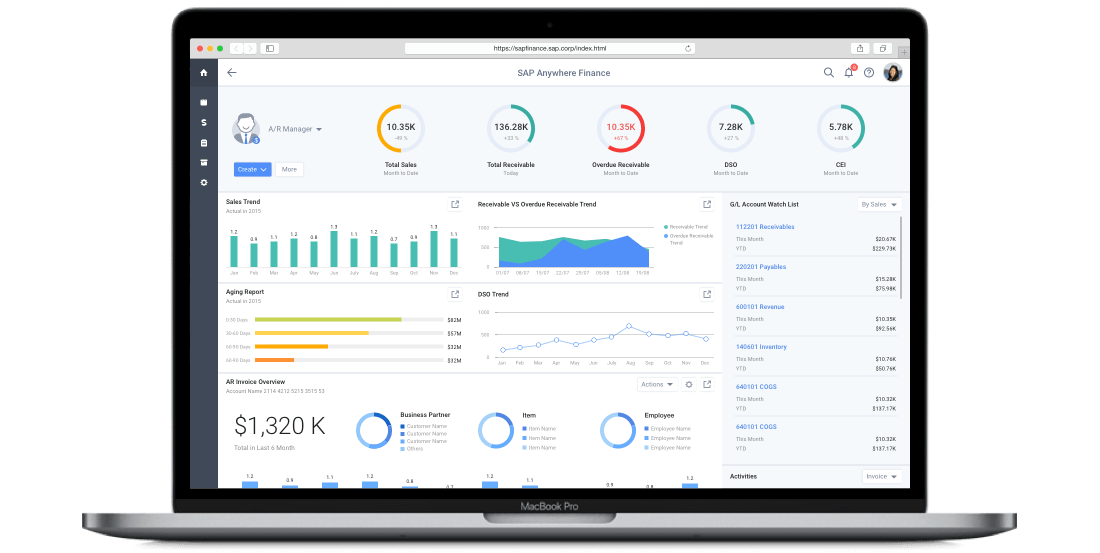 https://sapfinance.sap.corp/index.html
SAP Anywhere Finance
A/R Manager
Create
More
10.35K
-49 %
Total Sales
Month to Date
136.28K
+33 %
Total Receivable
Today
10.35K
+67 %
Overdue Receivable
Month to Date
7.28K
+27 %
DSO
Month to Date
5.78K
+48 %
CEI
Month to Date
Sales Trend
Actual in 2015
1.2 0.9 1.1 1.2 0.8 1.3 1.1 1.2 0.7 0.9 1.3 1.1
Jan Feb Mar Apr May Jun Jul Aug Sep Oct Nov Dec
Receivable VS Overdue Receivable Trend
1000
500
0
01/07 08/07 15/07 22/07 25/07 05/08 12/08 19/08
Receivable Trend
Overdue Receivable
Trend
G/L Account Watch List
By Sales
112201 Receivables
This Month $20.67K
YTD $229.73K
220201 Payables
This Month $15.28K
YTD $75.98K
600101 Revenue
This Month $10.35K
YTD $92.56K
140601 Inventory
This Month $10.76K
YTD $50.76K
640101 COGS
This Month $10.32K
YTD $137.17K
640101 COGS
This Month $10.32K
YTD $137.17K
Activities
Invoice
Aging Report
Actual in 2015
$82M
30-60 Days $57M
60-90 Days $32M
60-90 Days $32M
DSO Trend
1000
500
0
Jan Feb Mar Apr May Jun Jul Aug Sep Oct Nov Dec
AR Invoice Overview
Account Name 2114 4212 5215 3515 53
Actions
$1,320 K
Total in Last 6 Month
Business Partner
Customer Name
Customer Name
Customer Name
Others
Item
Item Name
Item Name
Item Name
Employee
Employee Name
Employee Name
Employee Name
1.2 0.9 1.1 1.2 0.8 0.7 1.2 1.1 0.9 0.8 1.2
MacBook Pro